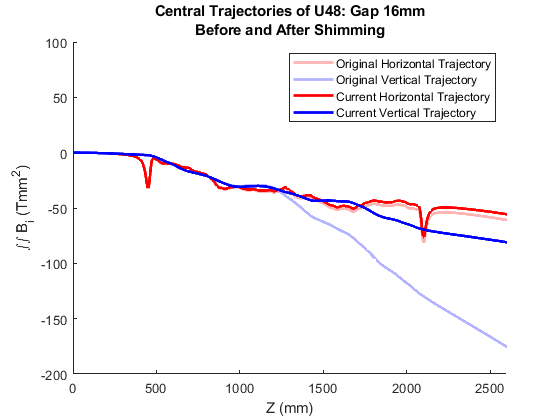 Central Trajectories of U48: Gap 16mm
Before and After Shimming
Original Horizontal Trajectory
Original Vertical Trajectory
Current Horizontal Trajectory
Current Vertical Trajectory
100
50
0
-50
-100
-150
-200
∫∫ Bᵢ (Tmm²)
0
500
1000
1500
2000
2500
Z (mm)